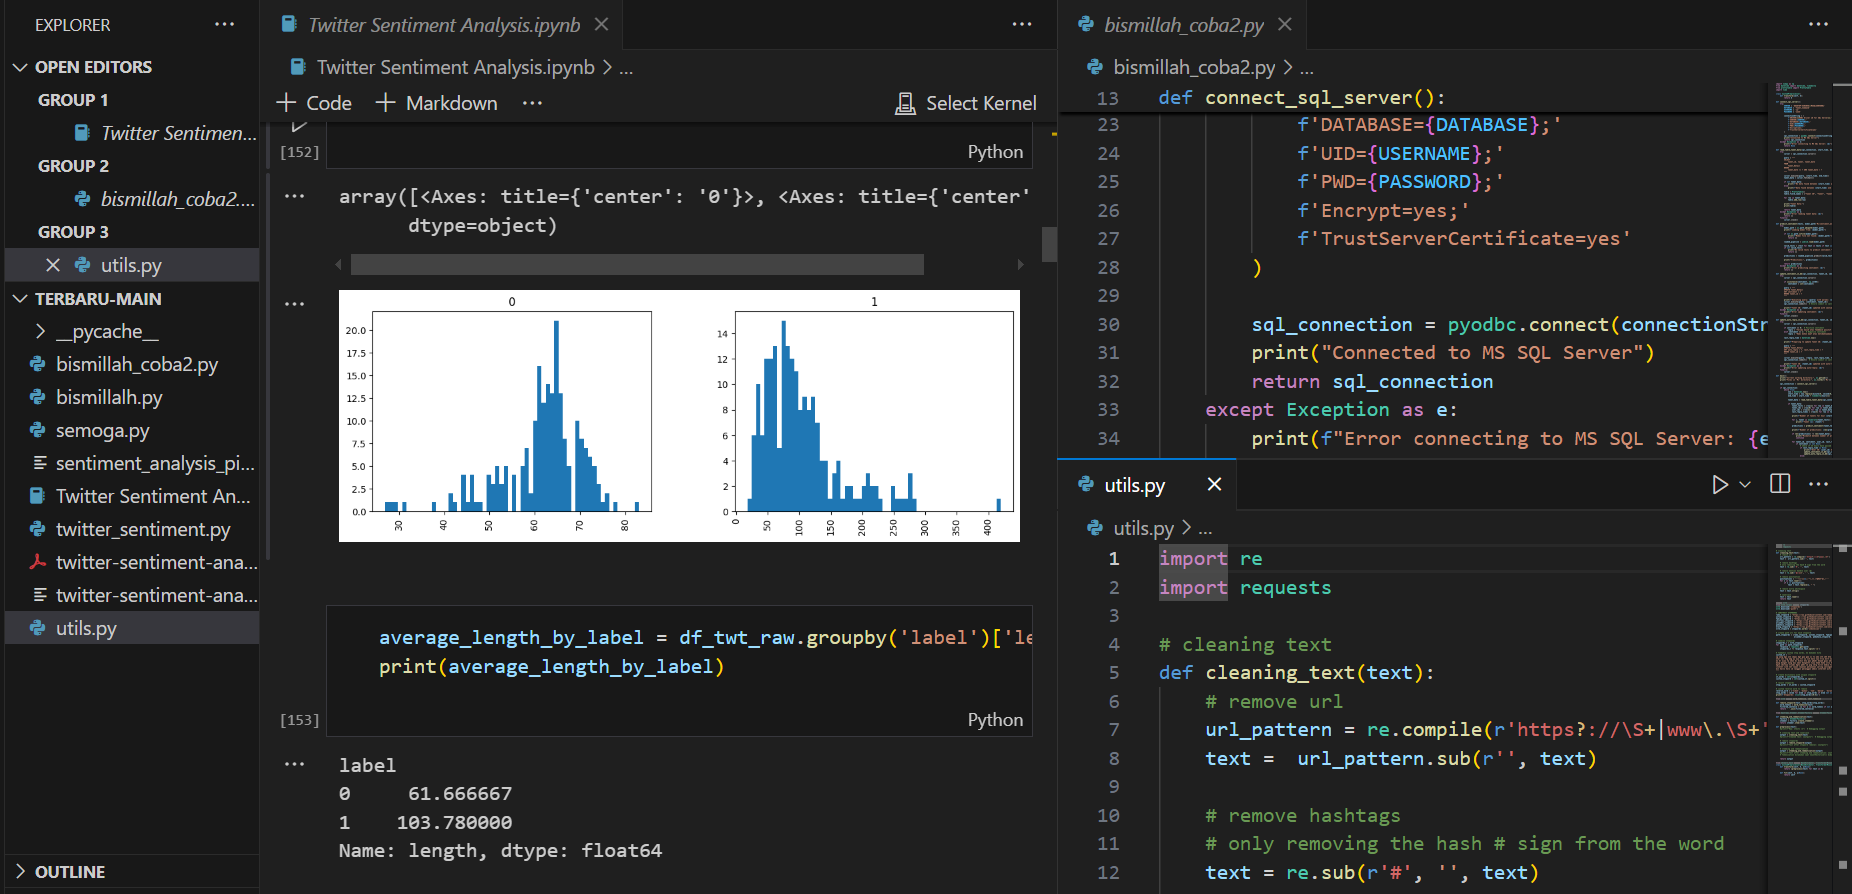 EXPLORER
OPEN EDITORS
GROUP 1
Twitter Sentimen...
GROUP 2
bismillah_coba2....
GROUP 3
utils.py
TERBARU-MAIN
__pycache__
bismillah_coba2.py
bismillalh.py
semoga.py
sentiment_analysis_pi...
Twitter Sentiment An...
twitter_sentiment.py
twitter-sentiment-ana...
twitter-sentiment-ana...
utils.py
OUTLINE
Twitter Sentiment Analysis.ipynb
Twitter Sentiment Analysis.ipynb > ...
+ Code + Markdown ... Select Kernel
[152] Python
array([<Axes: title={'center': '0'}>, <Axes: title={'center'
dtype=object)
0
20.0
17.5
15.0
12.5
10.0
7.5
5.0
2.5
0.0
30 40 50 60 70 80
1
14
12
10
8
6
4
2
0
0 50 100 150 200 250 300 350 400
average_length_by_label = df_twt_raw.groupby('label')['le
print(average_length_by_label)
[153] Python
label
0 61.666667
1 103.780000
Name: length, dtype: float64
bismillah_coba2.py
bismillah_coba2.py > ...
13 def connect_sql_server():
23 f'DATABASE={DATABASE};'
24 f'UID={USERNAME};'
25 f'PWD={PASSWORD};'
26 f'Encrypt=yes;'
27 f'TrustServerCertificate=yes'
28 )
29
30 sql_connection = pyodbc.connect(connectionStr
31 print("Connected to MS SQL Server")
32 return sql_connection
33 except Exception as e:
34 print(f"Error connecting to MS SQL Server: {e
utils.py
utils.py > ...
1 import re
2 import requests
3
4 # cleaning text
5 def cleaning_text(text):
6 # remove url
7 url_pattern = re.compile(r'https?://\S+|www\.\S+'
8 text = url_pattern.sub(r'', text)
9
10 # remove hashtags
11 # only removing the hash # sign from the word
12 text = re.sub(r'#', '', text)